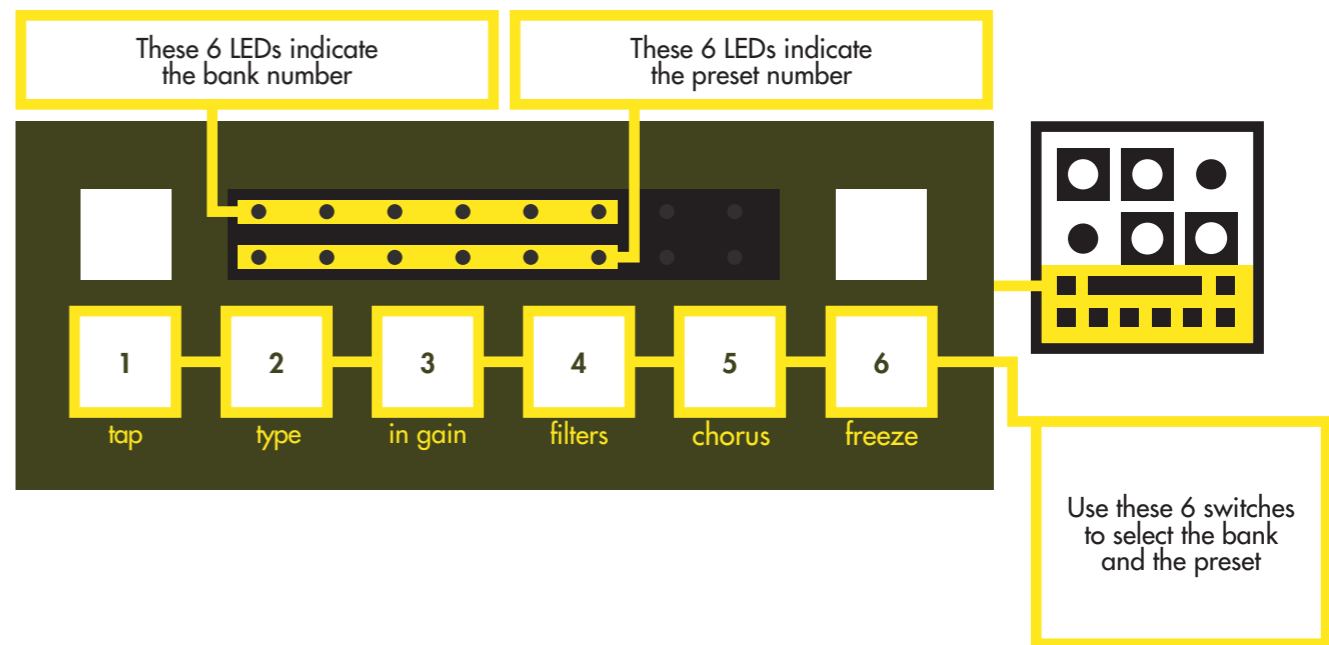 These 6 LEDs indicate
the bank number
These 6 LEDs indicate
the preset number
1
2
3
4
5
6
tap
type
in gain
filters
chorus
freeze
Use these 6 switches
to select the bank
and the preset